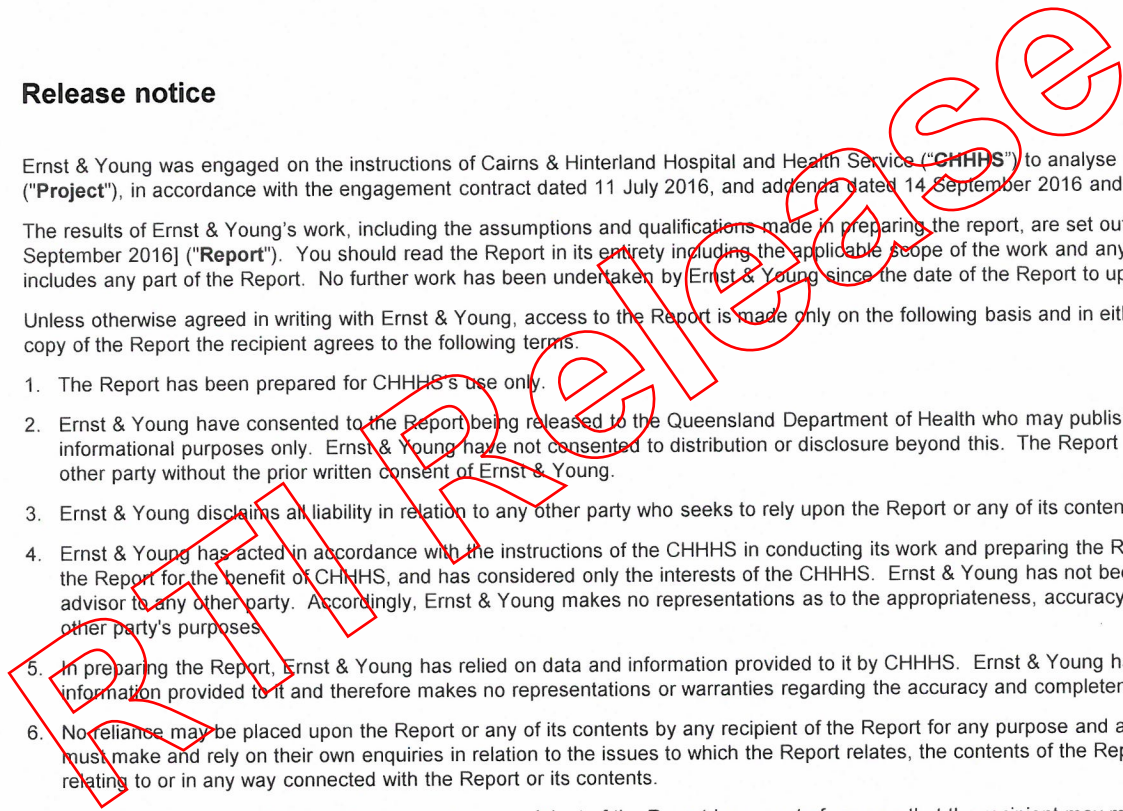 Release notice
Ernst & Young was engaged on the instructions of Cairns & Hinterland Hospital and Health Service ("CHHHS") to analyse
("Project"), in accordance with the engagement contract dated 11 July 2016, and addenda dated 14 September 2016 and
The results of Ernst & Young's work, including the assumptions and qualifications made in preparing the report, are set ou
September 2016] ("Report"). You should read the Report in its entirety including the applicable scope of the work and any
includes any part of the Report. No further work has been undertaken by Ernst & Young since the date of the Report to up
Unless otherwise agreed in writing with Ernst & Young, access to the Report is made only on the following basis and in eit
copy of the Report the recipient agrees to the following terms.
1. The Report has been prepared for CHHHS's use only.
2. Ernst & Young have consented to the Report being released to the Queensland Department of Health who may publis
informational purposes only. Ernst & Young have not consented to distribution or disclosure beyond this. The Report
other party without the prior written consent of Ernst & Young.
3. Ernst & Young disclaims all liability in relation to any other party who seeks to rely upon the Report or any of its conten
4. Ernst & Young has acted in accordance with the instructions of the CHHHS in conducting its work and preparing the R
the Report for the benefit of CHHHS, and has considered only the interests of the CHHHS. Ernst & Young has not be
advisor to any other party. Accordingly, Ernst & Young makes no representations as to the appropriateness, accuracy
other party's purposes.
5. In preparing the Report, Ernst & Young has relied on data and information provided to it by CHHHS. Ernst & Young h
information provided to it and therefore makes no representations or warranties regarding the accuracy and completer
6. No reliance may be placed upon the Report or any of its contents by any recipient of the Report for any purpose and a
must make and rely on their own enquiries in relation to the issues to which the Report relates, the contents of the Rep
relating to or in any way connected with the Report or its contents.
RTI Release